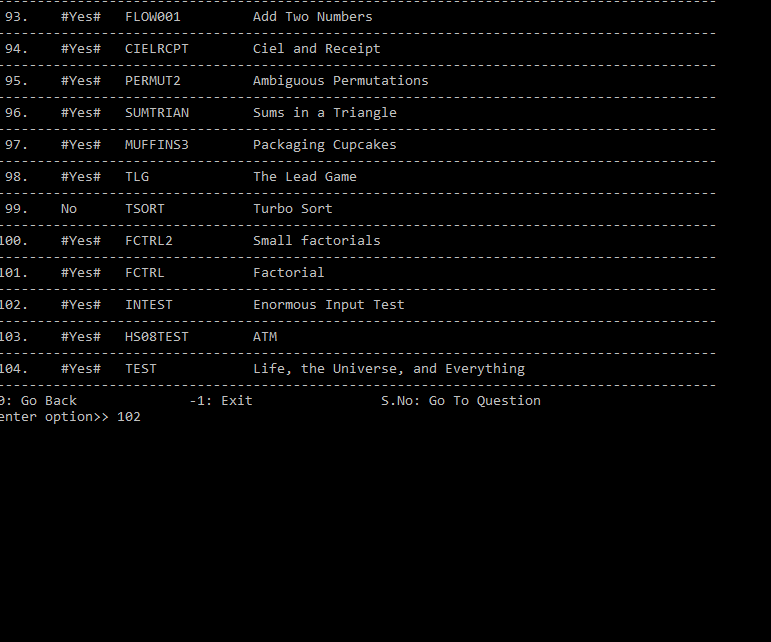 93. #Yes# FLOW001 Add Two Numbers
94. #Yes# CIELRCPT Ciel and Receipt
95. #Yes# PERMUT2 Ambiguous Permutations
96. #Yes# SUMTRIAN Sums in a Triangle
97. #Yes# MUFFINS3 Packaging Cupcakes
98. #Yes# TLG The Lead Game
99. No TSORT Turbo Sort
100. #Yes# FCTRL2 Small factorials
101. #Yes# FCTRL Factorial
102. #Yes# INTEST Enormous Input Test
103. #Yes# HS08TEST ATM
104. #Yes# TEST Life, the Universe, and Everything
0: Go Back -1: Exit S.No: Go To Question
enter option>> 102